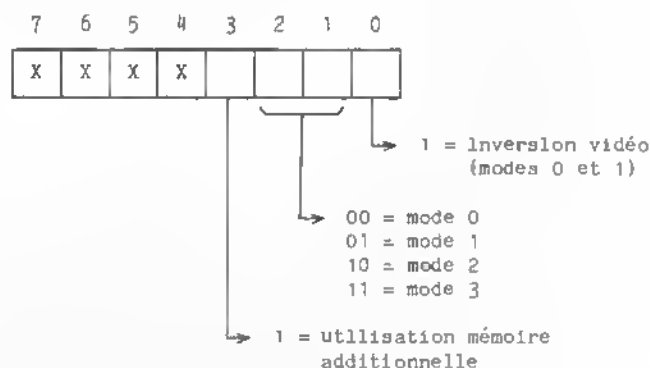 7 6 5 4 3 2 1 0
X X X X
1 = Inversion vidéo
(modes 0 et 1)
00 = mode 0
01 = mode 1
10 = mode 2
11 = mode 3
1 = utilisation mémoire
additionnelle